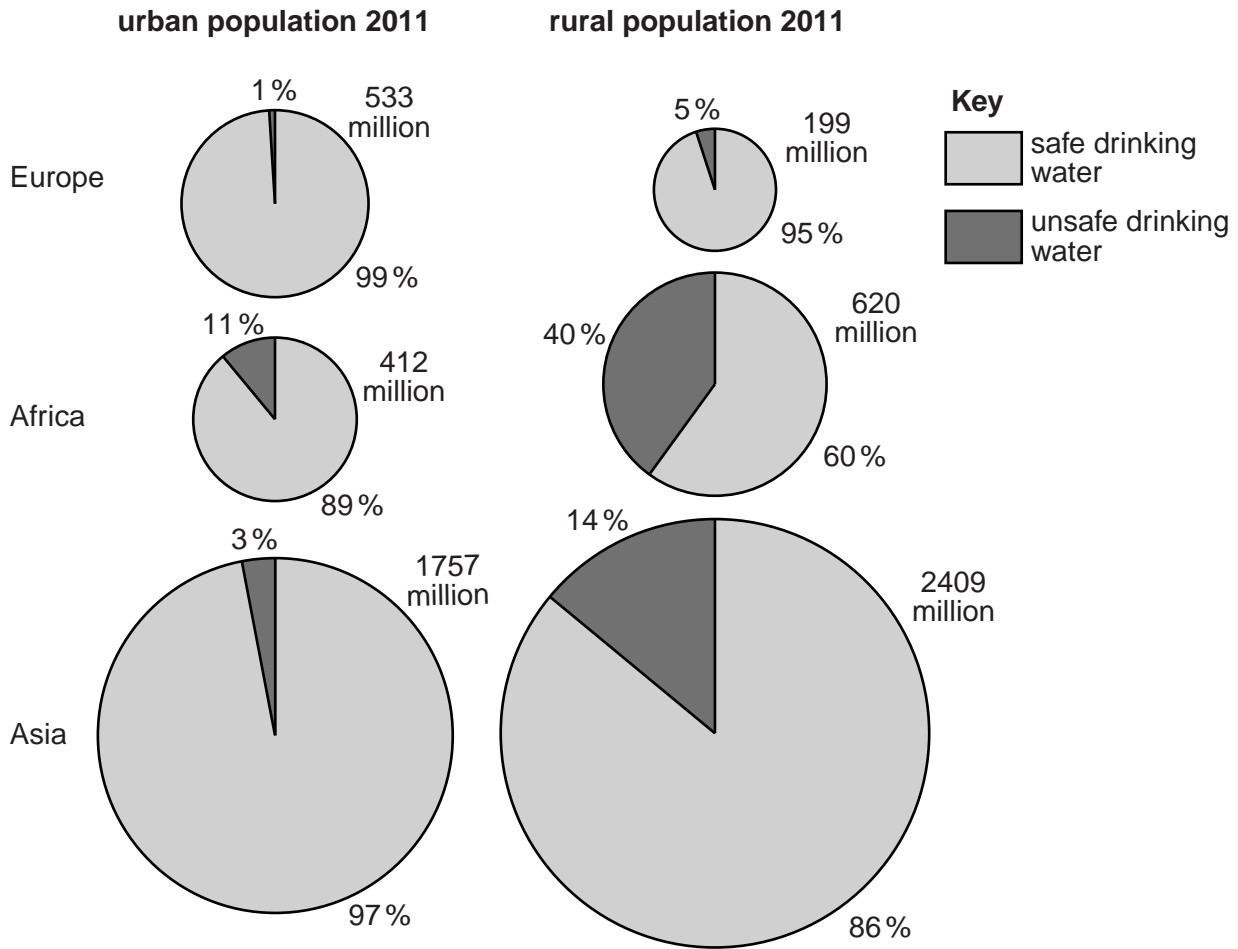 urban population 2011
rural population 2011
Key
safe drinking
water
unsafe drinking
water
Europe
1 %
533
million
99 %
5 %
199
million
95 %
Africa
11 %
412
million
89 %
40 %
620
million
60 %
Asia
3 %
1757
million
97 %
14 %
2409
million
86 %